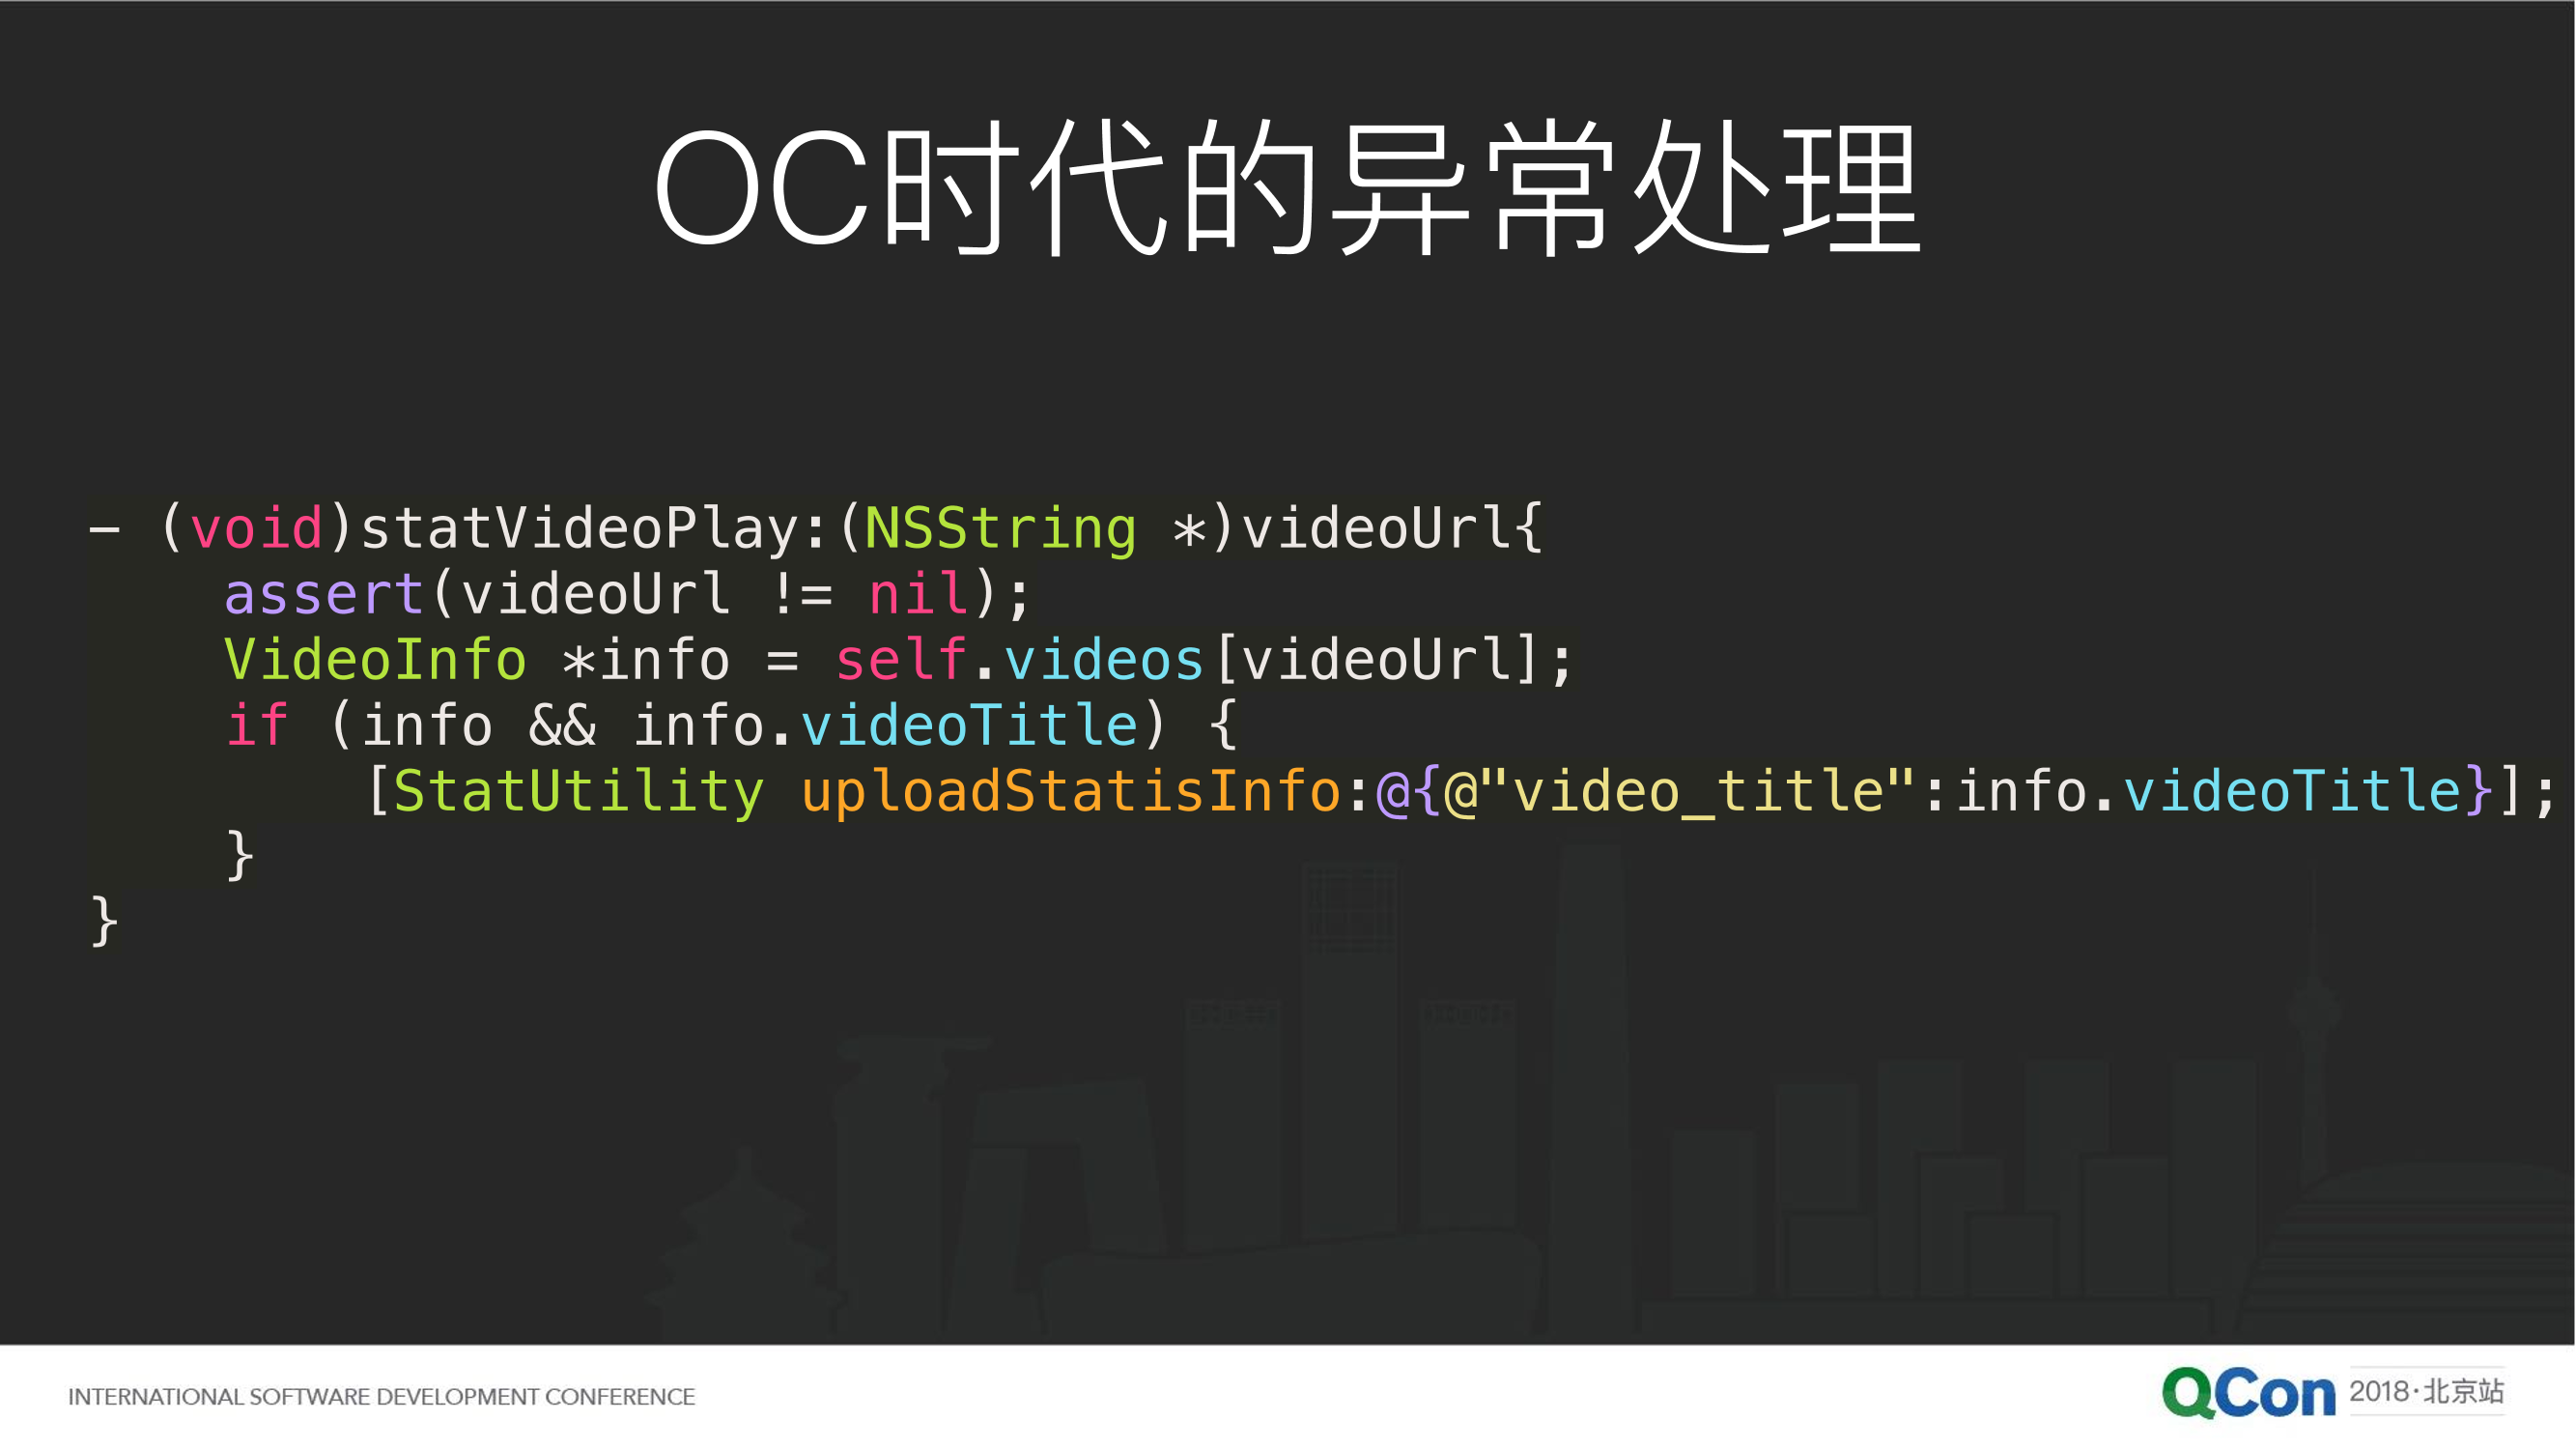 OC时代的异常处理
- (void)statVideoPlay:(NSString *)videoUrl{
    assert(videoUrl != nil);
    VideoInfo *info = self.videos[videoUrl];
    if (info && info.videoTitle) {
        [StatUtility uploadStatisInfo:@{@"video_title":info.videoTitle}];
    }
}
INTERNATIONAL SOFTWARE DEVELOPMENT CONFERENCE
QCon 2018·北京站